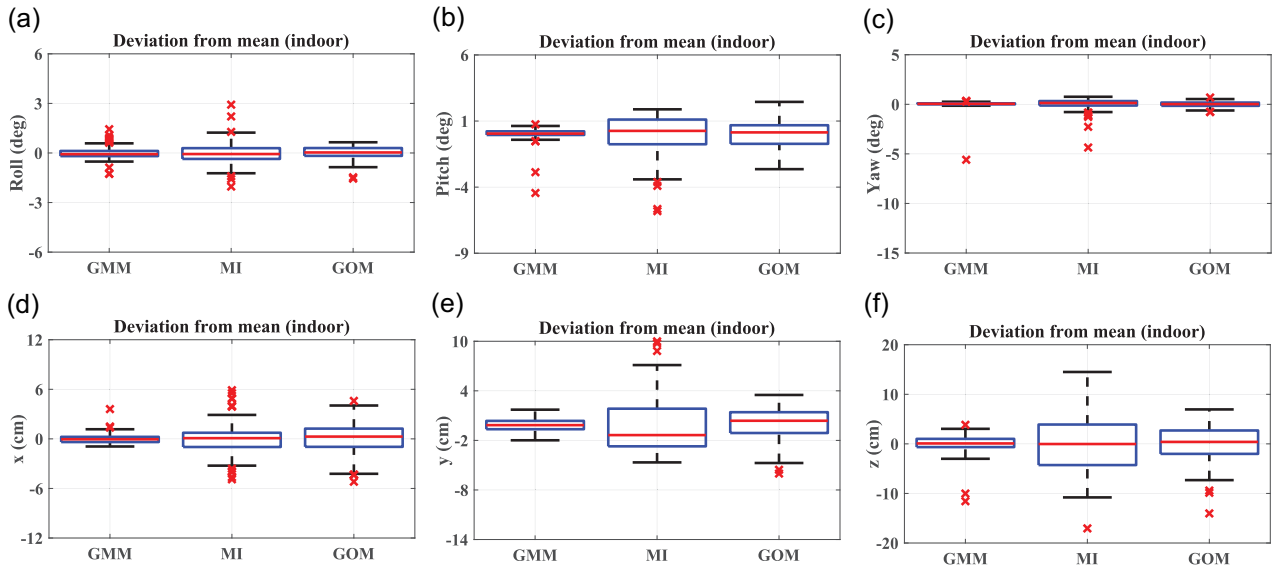 (a)
Deviation from mean (indoor)
Roll (deg)
6
3
0
-3
-6
GMM MI GOM
(b)
Deviation from mean (indoor)
Pitch (deg)
6
1
-4
-9
GMM MI GOM
(c)
Deviation from mean (indoor)
Yaw (deg)
5
0
-5
-10
-15
GMM MI GOM
(d)
Deviation from mean (indoor)
x (cm)
12
6
0
-6
-12
GMM MI GOM
(e)
Deviation from mean (indoor)
y (cm)
10
4
-2
-8
-14
GMM MI GOM
(f)
Deviation from mean (indoor)
z (cm)
20
10
0
-10
-20
GMM MI GOM